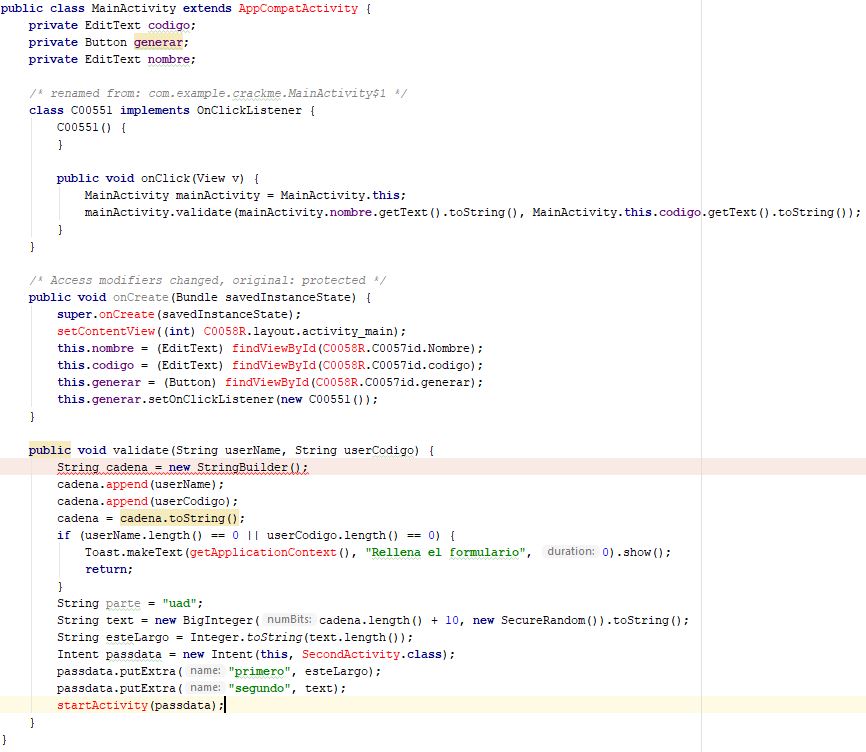 public class MainActivity extends AppCompatActivity {
    private EditText codigo;
    private Button generar;
    private EditText nombre;

    /* renamed from: com.example.crackme.MainActivity$1 */
    class C00551 implements OnClickListener {
        C00551() {
        }

        public void onClick(View v) {
            MainActivity mainActivity = MainActivity.this;
            mainActivity.validate(mainActivity.nombre.getText().toString(), MainActivity.this.codigo.getText().toString());
        }
    }

    /* Access modifiers changed, original: protected */
    public void onCreate(Bundle savedInstanceState) {
        super.onCreate(savedInstanceState);
        setContentView((int) C0058R.layout.activity_main);
        this.nombre = (EditText) findViewById(C0058R.C0057id.Nombre);
        this.codigo = (EditText) findViewById(C0058R.C0057id.codigo);
        this.generar = (Button) findViewById(C0058R.C0057id.generar);
        this.generar.setOnClickListener(new C00551());
    }

    public void validate(String userName, String userCodigo) {
        String cadena = new StringBuilder();
        cadena.append(userName);
        cadena.append(userCodigo);
        cadena = cadena.toString();
        if (userName.length() == 0 || userCodigo.length() == 0) {
            Toast.makeText(getApplicationContext(), "Rellena el formulario", duration: 0).show();
            return;
        }
        String parte = "uad";
        String text = new BigInteger( numBits: cadena.length() + 10, new SecureRandom()).toString();
        String esteLargo = Integer.toString(text.length());
        Intent passdata = new Intent(this, SecondActivity.class);
        passdata.putExtra( name: "primero", esteLargo);
        passdata.putExtra( name: "segundo", text);
        startActivity(passdata);
    }
}